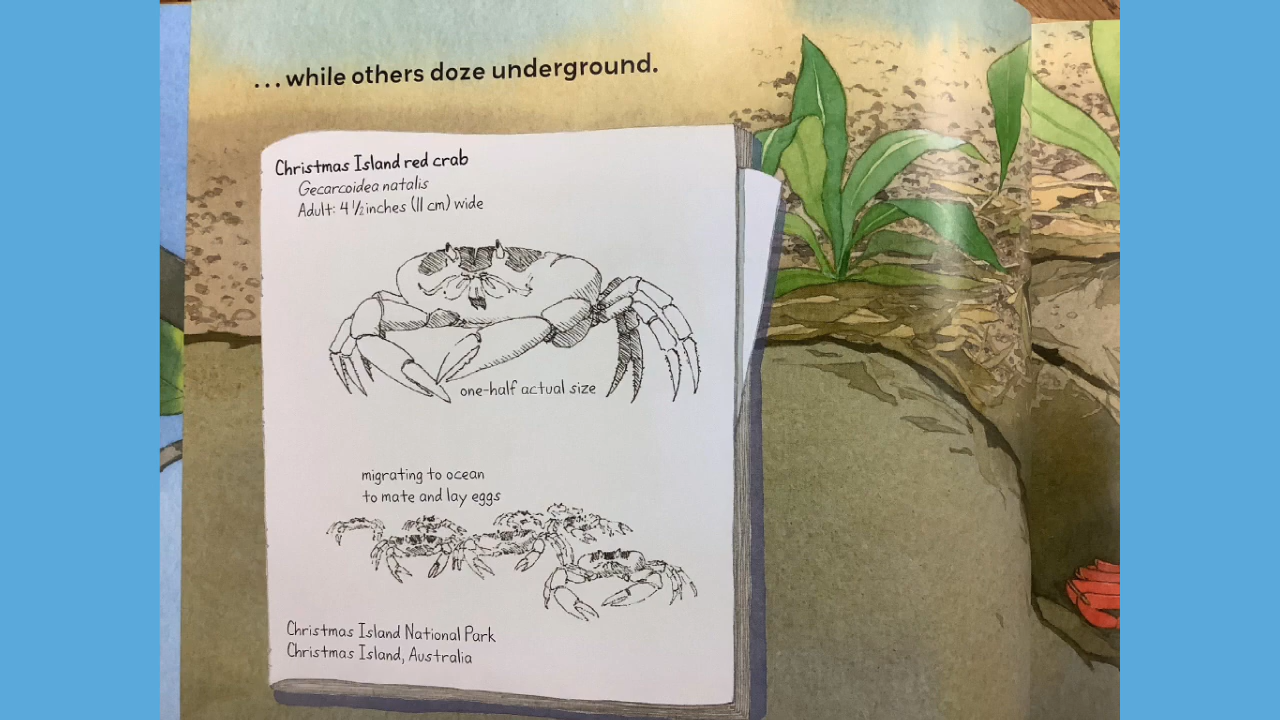 ...while others doze underground.
Christmas Island red crab
Gecarcoidea natalis
Adult: 4 1/2 inches (11 cm) wide
one-half actual size
migrating to ocean
to mate and lay eggs
Christmas Island National Park
Christmas Island, Australia